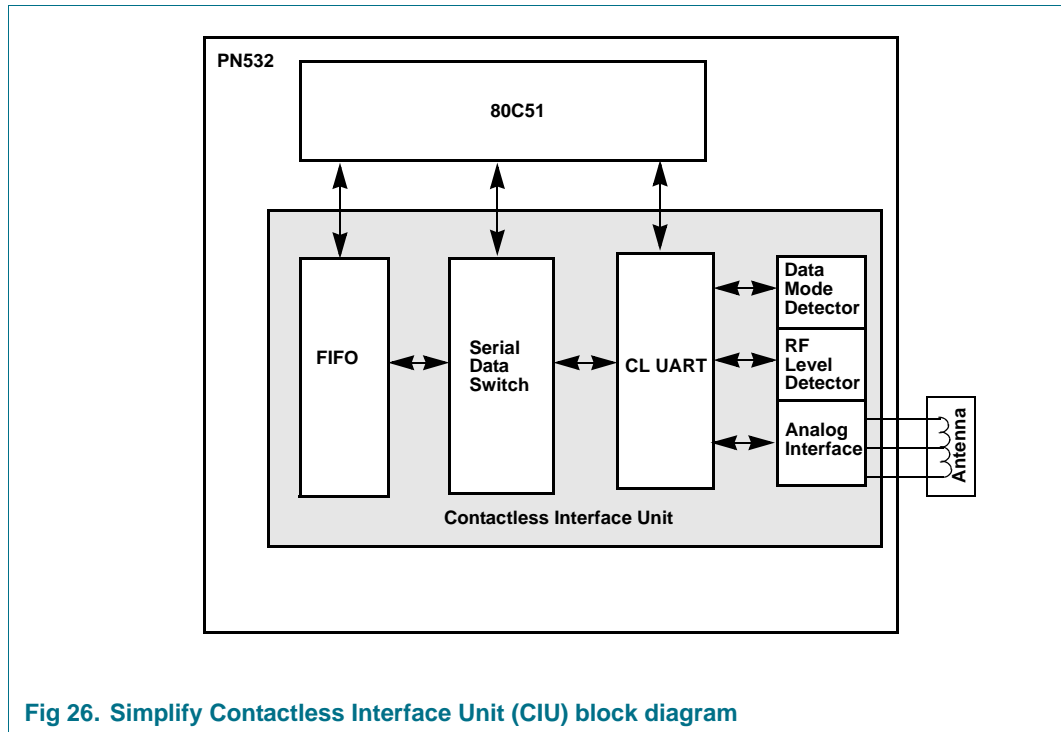 PN532
80C51
FIFO
Serial
Data
Switch
CL UART
Data
Mode
Detector
RF
Level
Detector
Analog
Interface
Antenna
Contactless Interface Unit
Fig 26. Simplify Contactless Interface Unit (CIU) block diagram